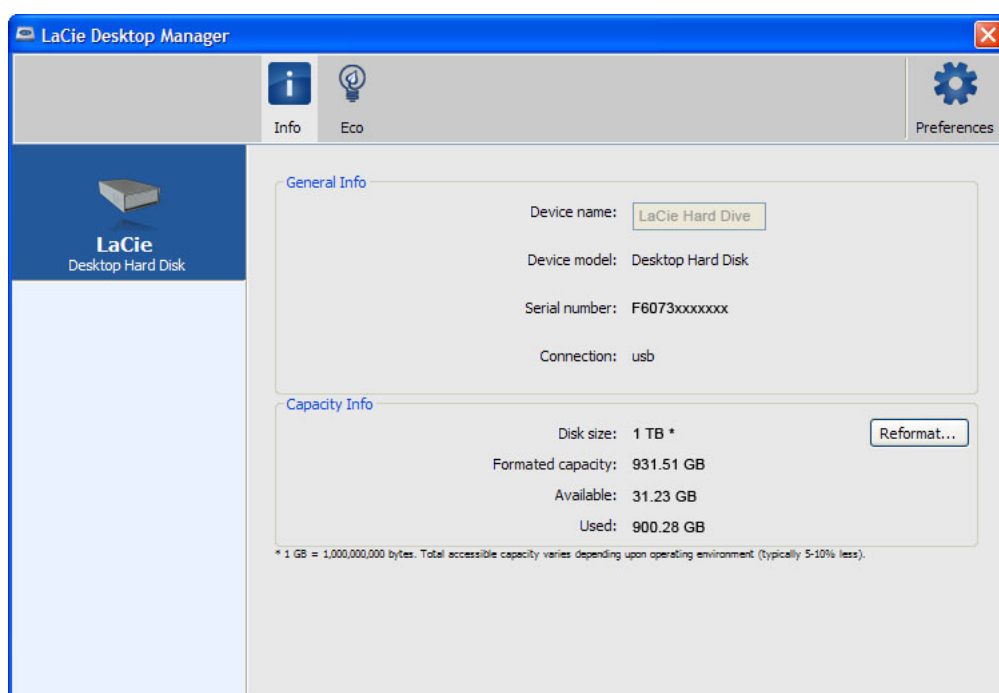 LaCie Desktop Manager
Info
Eco
Preferences
LaCie
Desktop Hard Disk
General Info
Device name: LaCie Hard Dive
Device model: Desktop Hard Disk
Serial number: F6073xxxxxxx
Connection: usb
Capacity Info
Disk size: 1 TB *
Reformat...
Formated capacity: 931.51 GB
Available: 31.23 GB
Used: 900.28 GB
* 1 GB = 1,000,000,000 bytes. Total accessible capacity varies depending upon operating environment (typically 5-10% less).